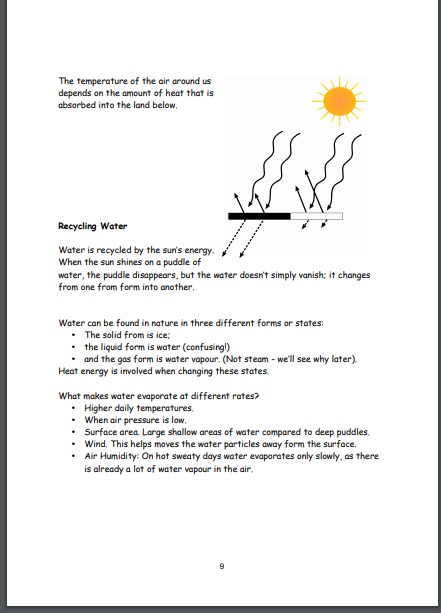 The temperature of the air around us
depends on the amount of heat that is
absorbed into the land below.
Recycling Water
Water is recycled by the sun's energy.
When the sun shines on a puddle of
water, the puddle disappears, but the water doesn't simply vanish; it changes
from one from form into another.
Water can be found in nature in three different forms or states:
• The solid from is ice;
• the liquid form is water (confusing!)
• and the gas form is water vapour. (Not steam - we'll see why later).
Heat energy is involved when changing these states.
What makes water evaporate at different rates?
• Higher daily temperatures.
• When air pressure is low.
• Surface area. Large shallow areas of water compared to deep puddles.
• Wind. This helps moves the water particles away form the surface.
• Air Humidity: On hot sweaty days water evaporates only slowly, as there
is already a lot of water vapour in the air.
9